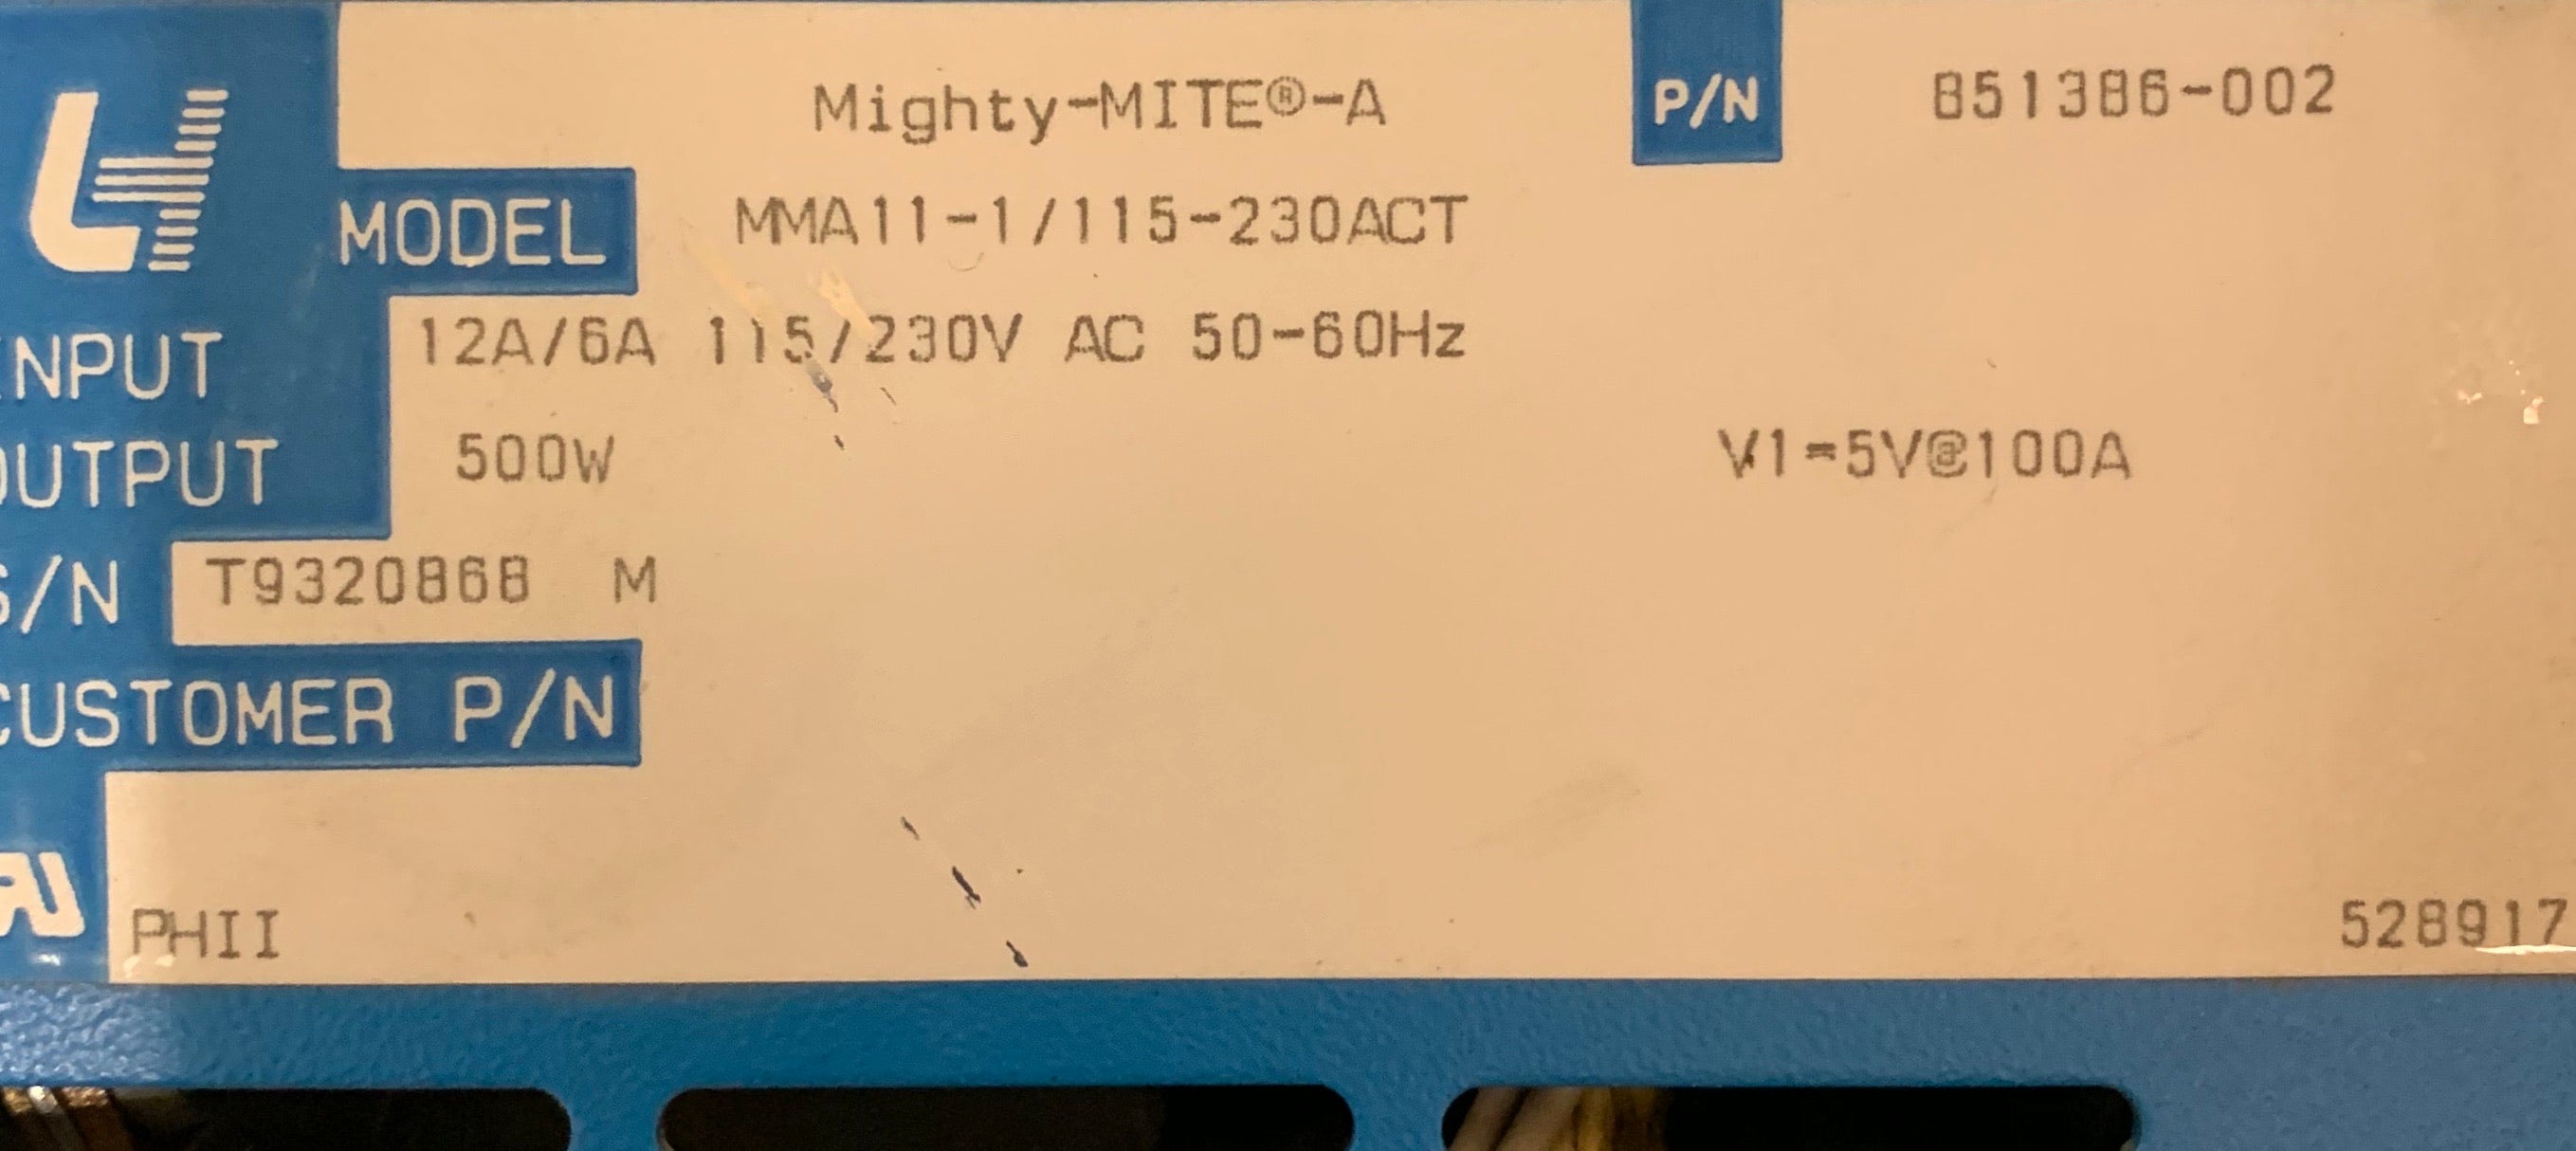 Mighty-MITE®-A P/N 851386-002
MODEL MMA11-1/115-230ACT
INPUT 12A/6A 115/230V AC 50-60Hz
OUTPUT 500W V1=5V@100A
S/N T9320868 M
CUSTOMER P/N
PHII 528917